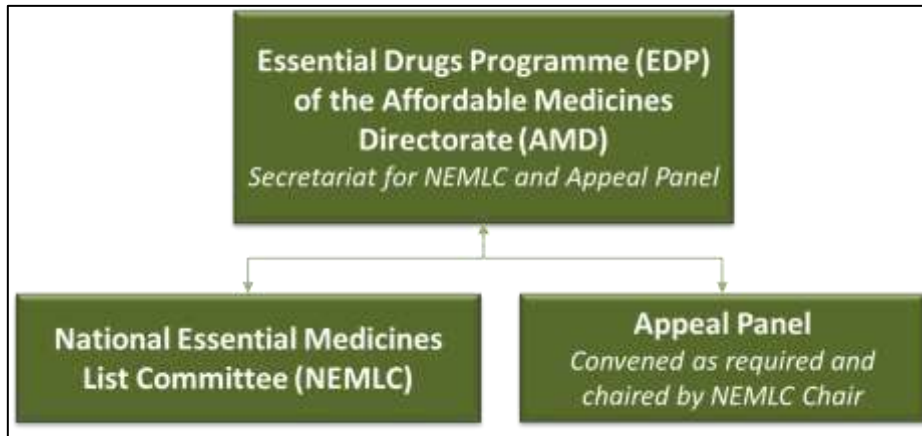 Essential Drugs Programme (EDP)
of the Affordable Medicines
Directorate (AMD)
Secretariat for NEMLC and Appeal Panel
National Essential Medicines
List Committee (NEMLC)
Appeal Panel
Convened as required and
chaired by NEMLC Chair